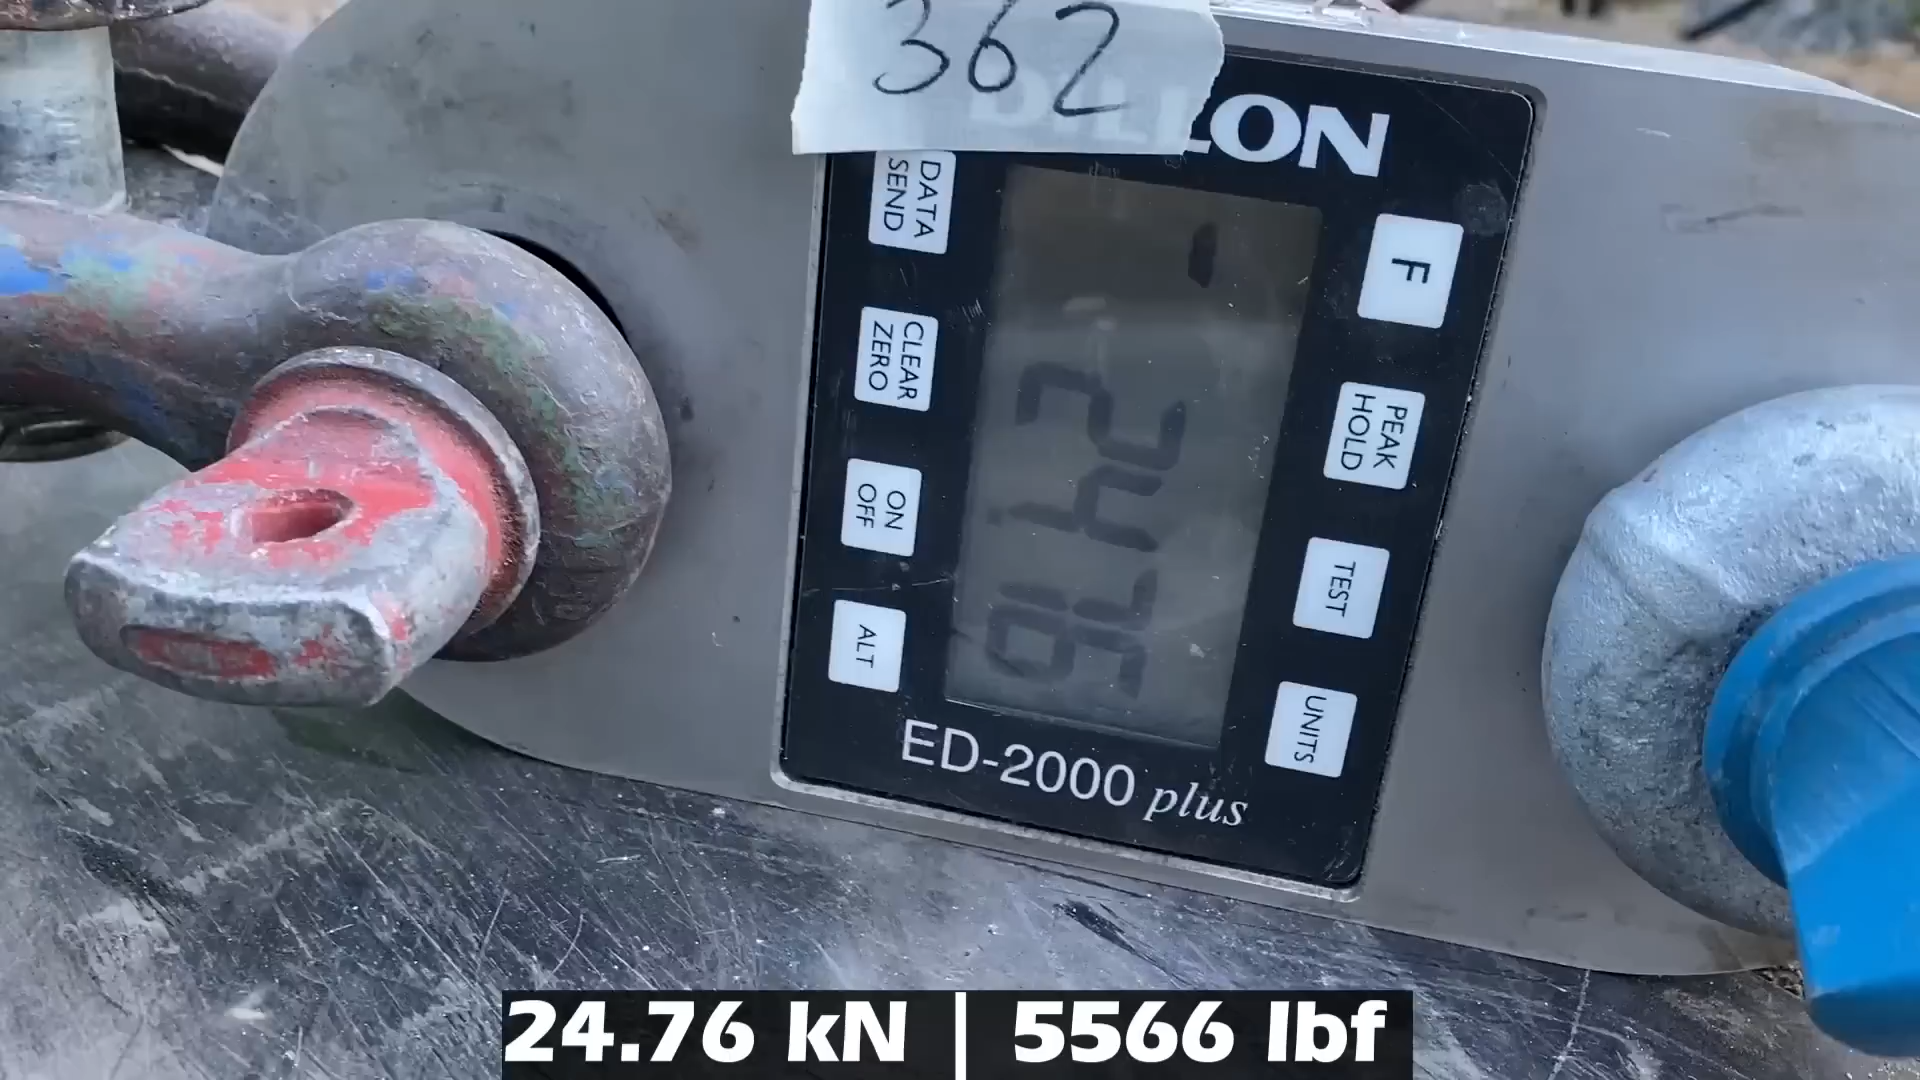 362
DILLON
DATA
SEND
F
CLEAR
ZERO
PEAK
HOLD
ON
OFF
TEST
ALT
UNITS
2476
ED-2000 plus
24.76 kN | 5566 lbf